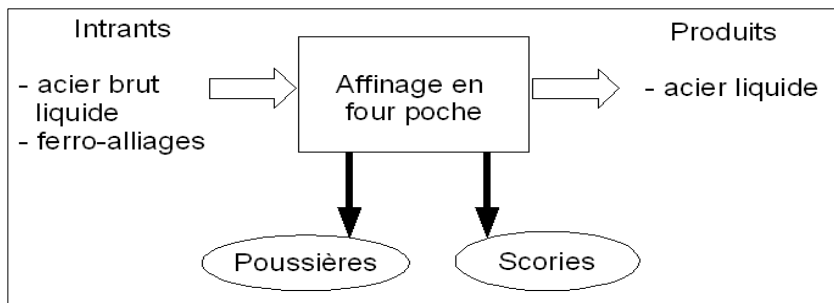 Intrants
- acier brut
liquide
- ferro-alliages
Affinage en
four poche
Produits
- acier liquide
Poussières
Scories